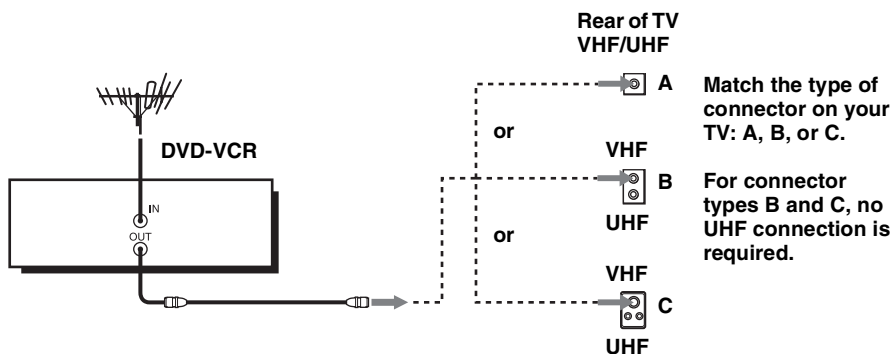 Rear of TV
VHF/UHF
A
Match the type of
connector on your
TV: A, B, or C.
or
DVD-VCR
VHF
B
For connector
types B and C, no
UHF connection is
required.
IN
UHF
OUT
or
VHF
C
UHF